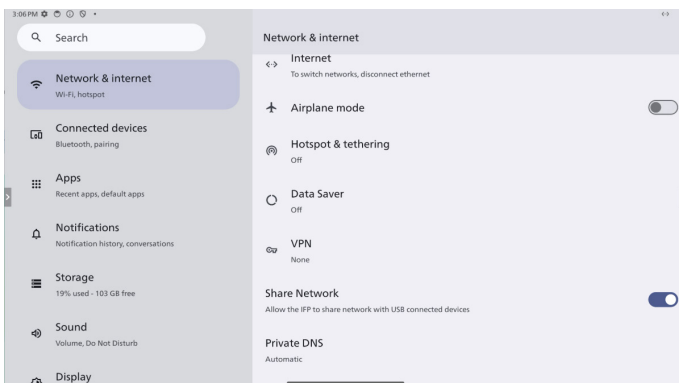 3:06 PM
Search
Network & internet
Wi-Fi, hotspot
Connected devices
Bluetooth, pairing
Apps
Recent apps, default apps
Notifications
Notification history, conversations
Storage
19% used - 103 GB free
Sound
Volume, Do Not Disturb
Display
Network & internet
Internet
To switch networks, disconnect ethernet
Airplane mode
Hotspot & tethering
Off
Data Saver
Off
VPN
None
Share Network
Allow the IFP to share network with USB connected devices
Private DNS
Automatic